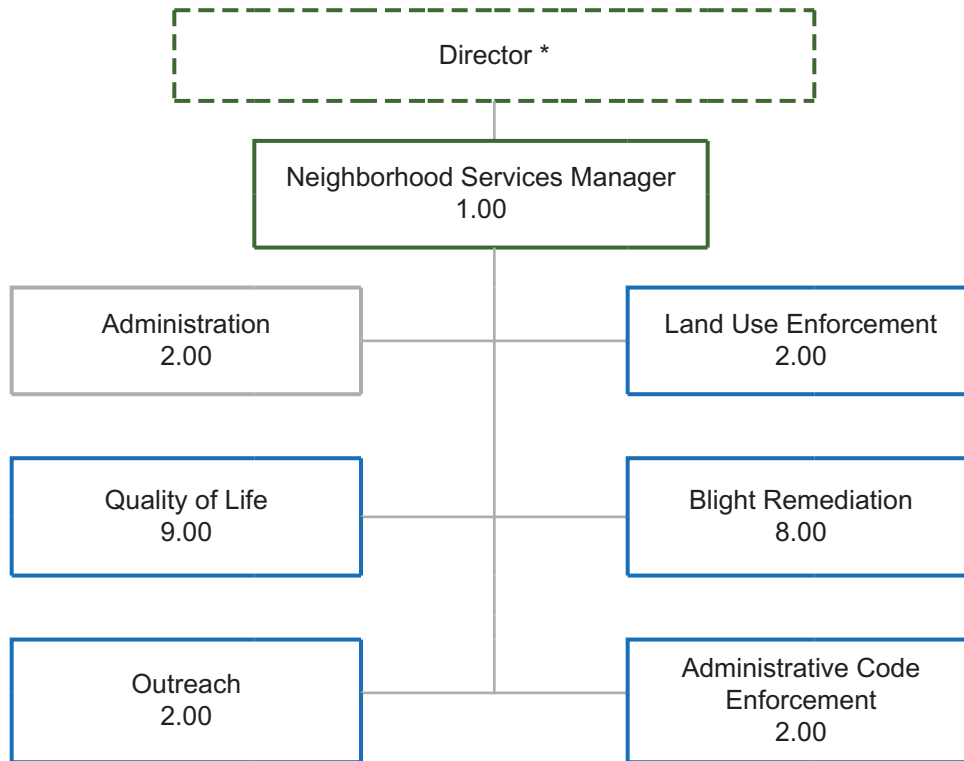 Director *
Neighborhood Services Manager
1.00
Administration
2.00
Land Use Enforcement
2.00
Quality of Life
9.00
Blight Remediation
8.00
Outreach
2.00
Administrative Code
Enforcement
2.00